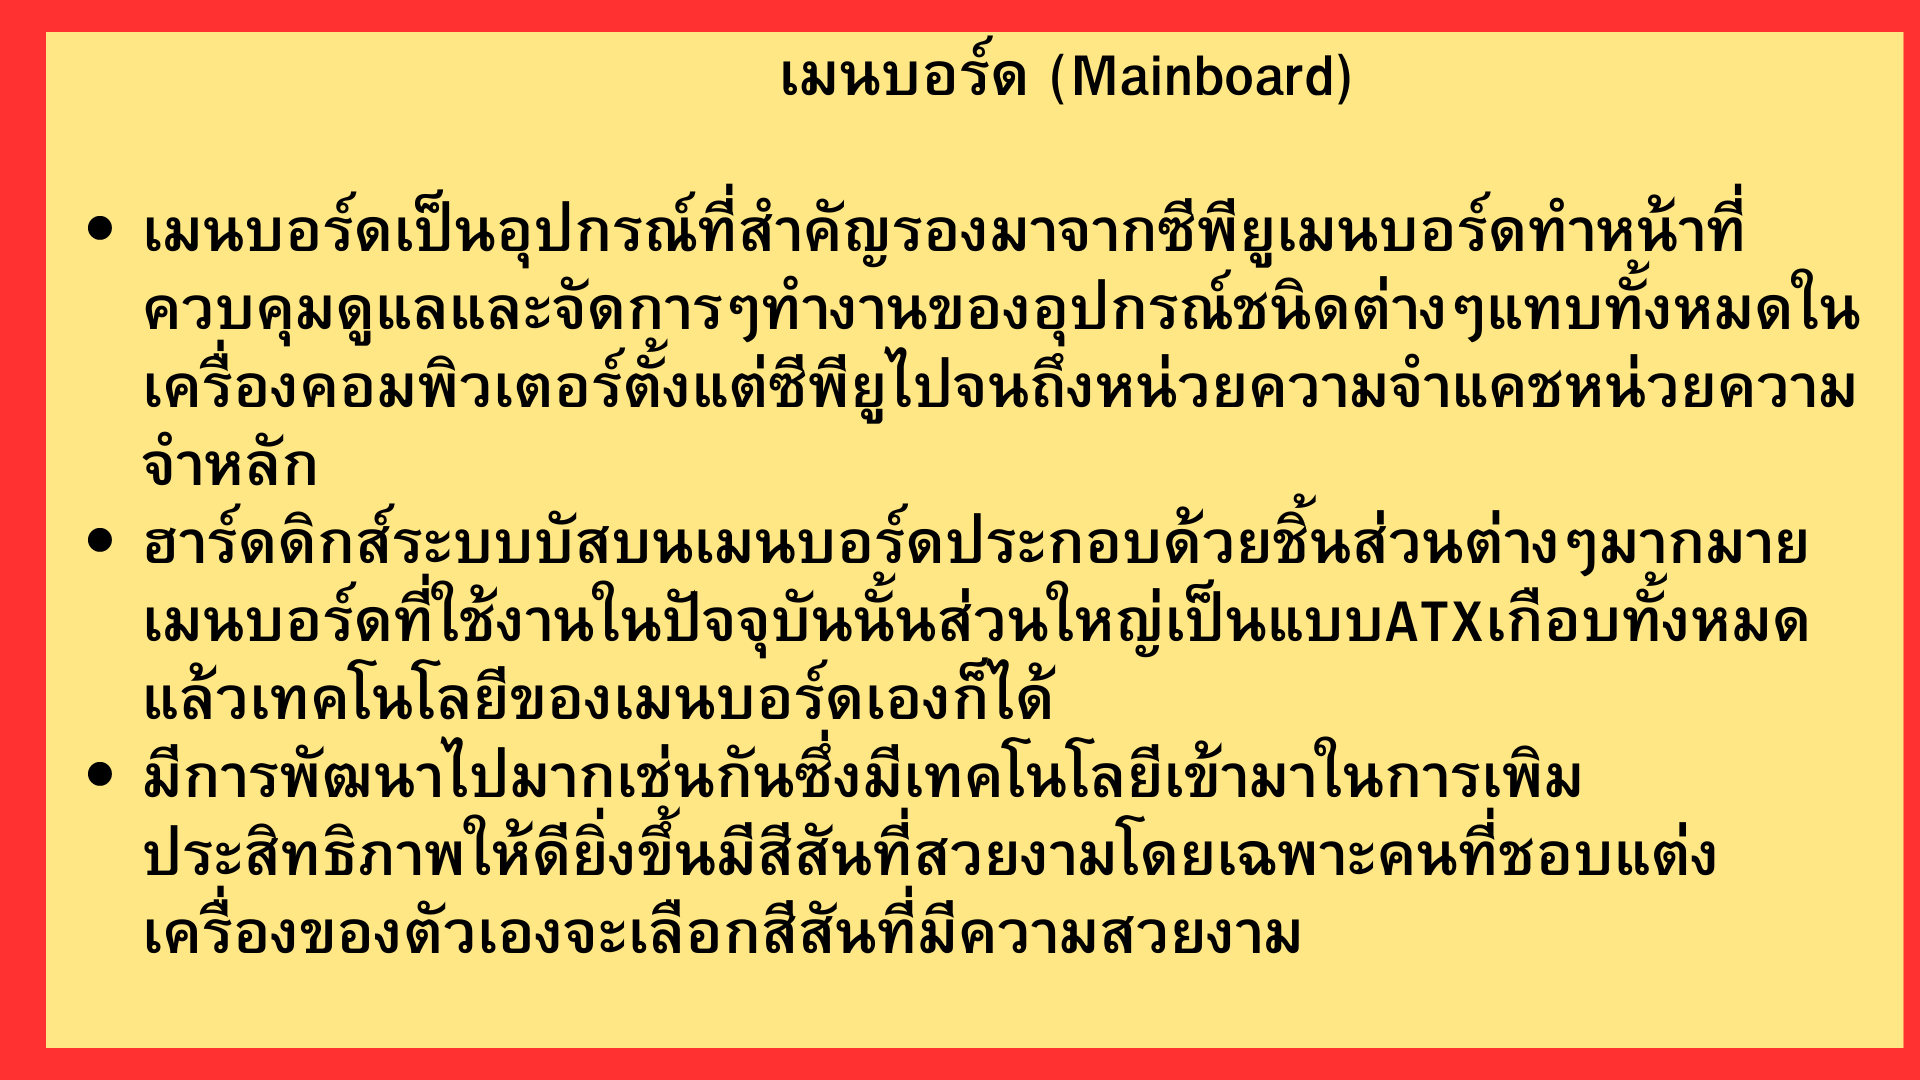 เมนบอร์ด (Mainboard)
เมนบอร์ดเป็นอุปกรณ์ที่สำคัญรองมาจากซีพียูเมนบอร์ดทำหน้าที่
ควบคุมดูแลและจัดการๆทำงานของอุปกรณ์ชนิดต่างๆแทบทั้งหมดใน
เครื่องคอมพิวเตอร์ตั้งแต่ซีพียูไปจนถึงหน่วยความจำแคชหน่วยความ
จำหลัก
ฮาร์ดดิกส์ระบบบัสบนเมนบอร์ดประกอบด้วยชิ้นส่วนต่างๆมากมาย
เมนบอร์ดที่ใช้งานในปัจจุบันนั้นส่วนใหญ่เป็นแบบATXเกือบทั้งหมด
แล้วเทคโนโลยีของเมนบอร์ดเองก็ได้
มีการพัฒนาไปมากเช่นกันซึ่งมีเทคโนโลยีเข้ามาในการเพิม
ประสิทธิภาพให้ดียิ่งขึ้นมีสีสันที่สวยงามโดยเฉพาะคนที่ชอบแต่ง
เครื่องของตัวเองจะเลือกสีสันที่มีความสวยงาม